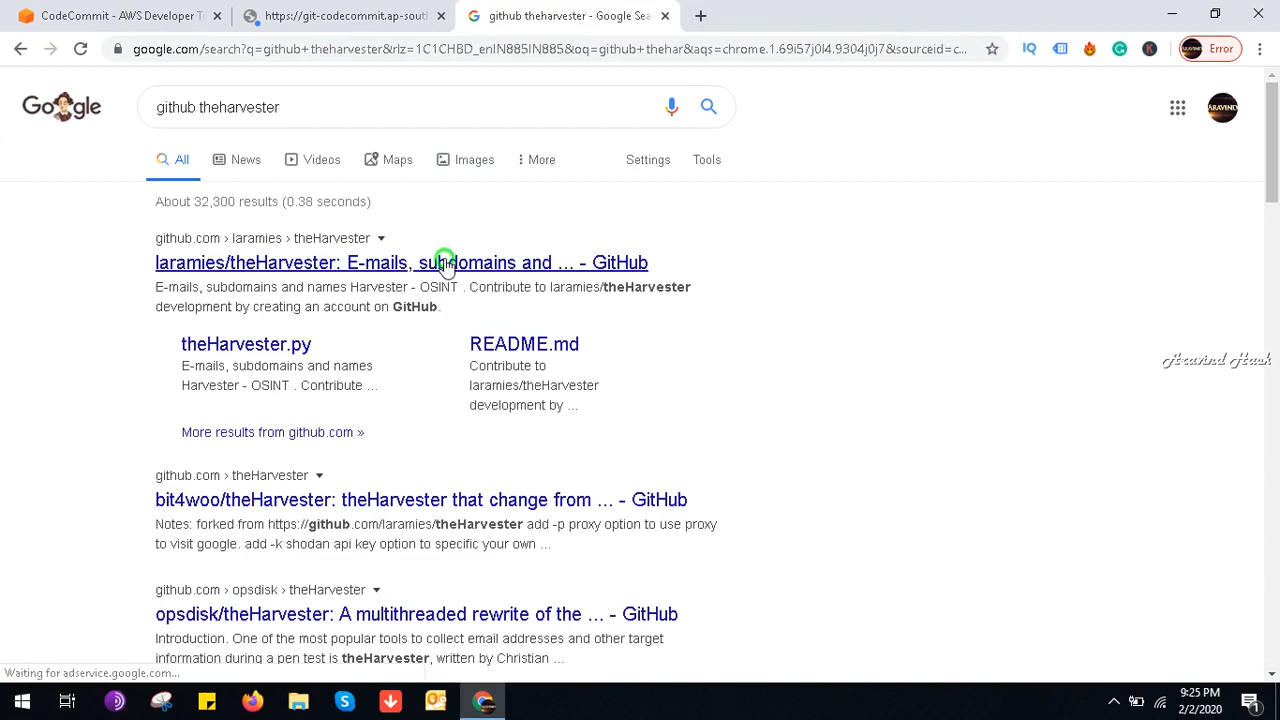 CodeCommit - AWS Developer T
https://git-codecommit.ap-south
github theharvester - Google Sea
google.com/search?q=github+theharvester&rlz=1C1CHBD_enIN885IN885&oq=github+thehar&aqs=chrome.1.69i57j0l4.9304j0j7&sourceid=c...
Error
Google
github theharvester
ARAVIND
All
News
Videos
Maps
Images
More
Settings
Tools
About 32,300 results (0.38 seconds)
github.com › laramies › theHarvester
laramies/theHarvester: E-mails, subdomains and ... - GitHub
E-mails, subdomains and names Harvester - OSINT . Contribute to laramies/theHarvester
development by creating an account on GitHub.
theHarvester.py
E-mails, subdomains and names
Harvester - OSINT . Contribute ...
README.md
Contribute to
laramies/theHarvester
development by ...
More results from github.com »
github.com › theHarvester
bit4woo/theHarvester: theHarvester that change from ... - GitHub
Notes: forked from https://github.com/laramies/theHarvester add -p proxy option to use proxy
to visit google. add -k shodan api key option to specific your own ...
github.com › opsdisk › theHarvester
opsdisk/theHarvester: A multithreaded rewrite of the ... - GitHub
Introduction. One of the most popular tools to collect email addresses and other target
information during a pen test is theHarvester, written by Christian ...
Aravind Hack
Waiting for adservice.google.com...
9:25 PM
2/2/2020
1